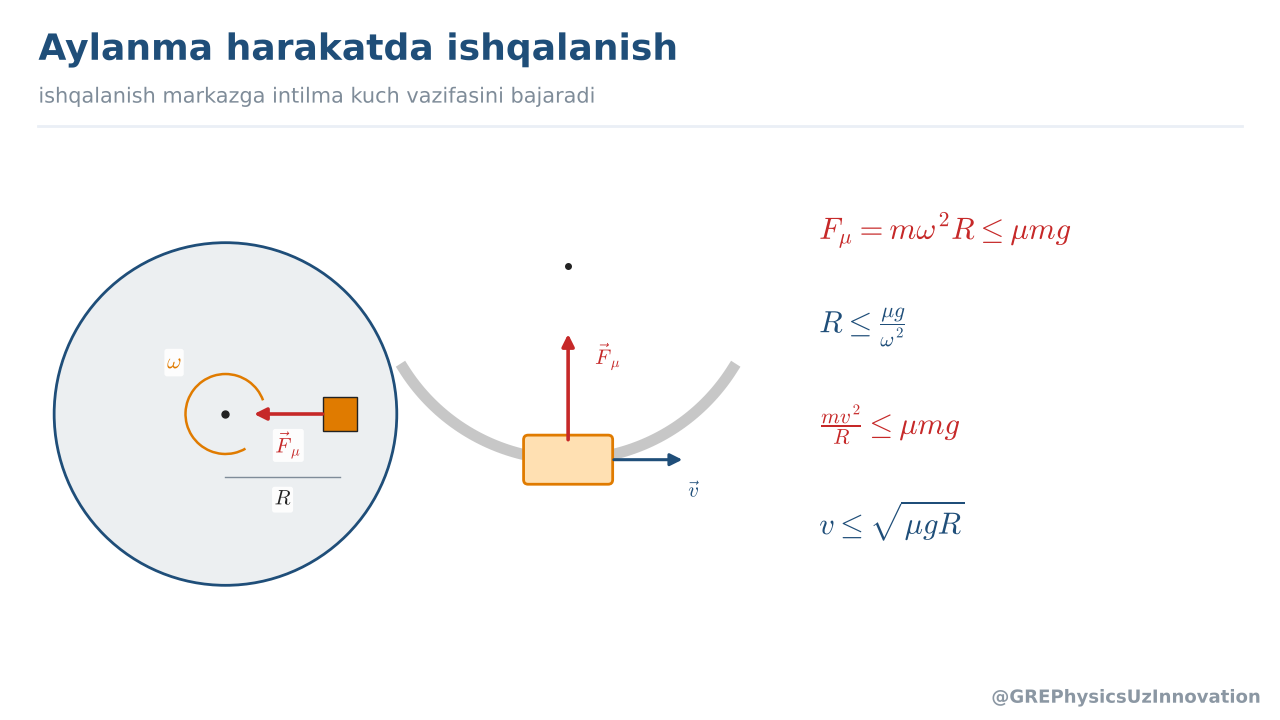 Aylanma harakatda ishqalanish
ishqalanish markazga intilma kuch vazifasini bajaradi
ω
F⃗_μ
R
F⃗_μ
v⃗
F_μ = mω²R ≤ μmg
R ≤ μg/ω²
mv²/R ≤ μmg
v ≤ √(μgR)
@GREPhysicsUzInnovation